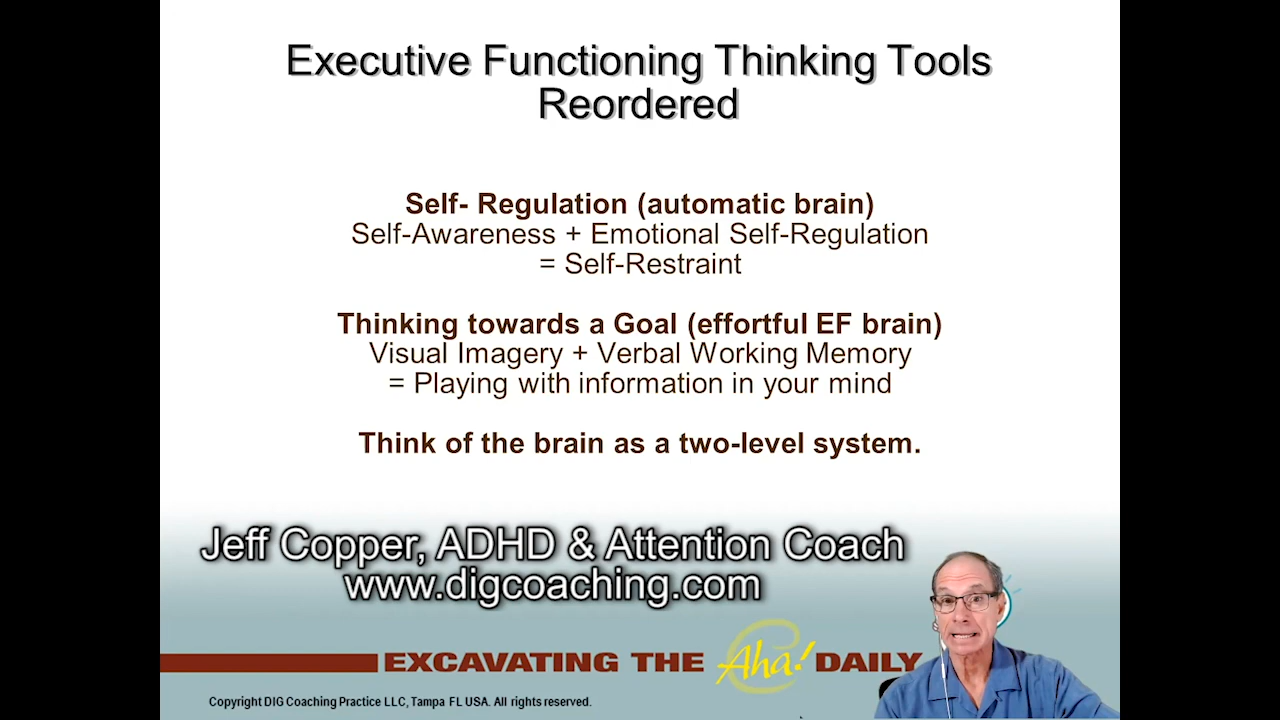 Executive Functioning Thinking Tools
Reordered
Self- Regulation (automatic brain)
Self-Awareness + Emotional Self-Regulation
= Self-Restraint
Thinking towards a Goal (effortful EF brain)
Visual Imagery + Verbal Working Memory
= Playing with information in your mind
Think of the brain as a two-level system.
Jeff Copper, ADHD & Attention Coach
www.digcoaching.com
EXCAVATING THE Aha! DAILY
Copyright DIG Coaching Practice LLC, Tampa FL USA. All rights reserved.